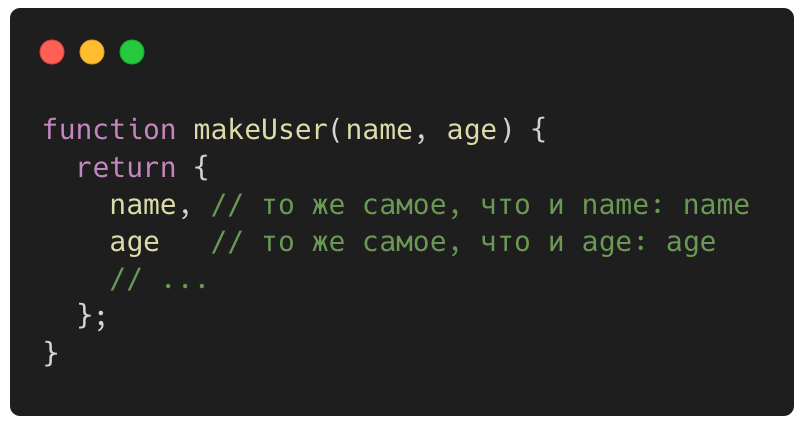 function makeUser(name, age) {
  return {
    name, // то же самое, что и name: name
    age   // то же самое, что и age: age
    // ...
  };
}